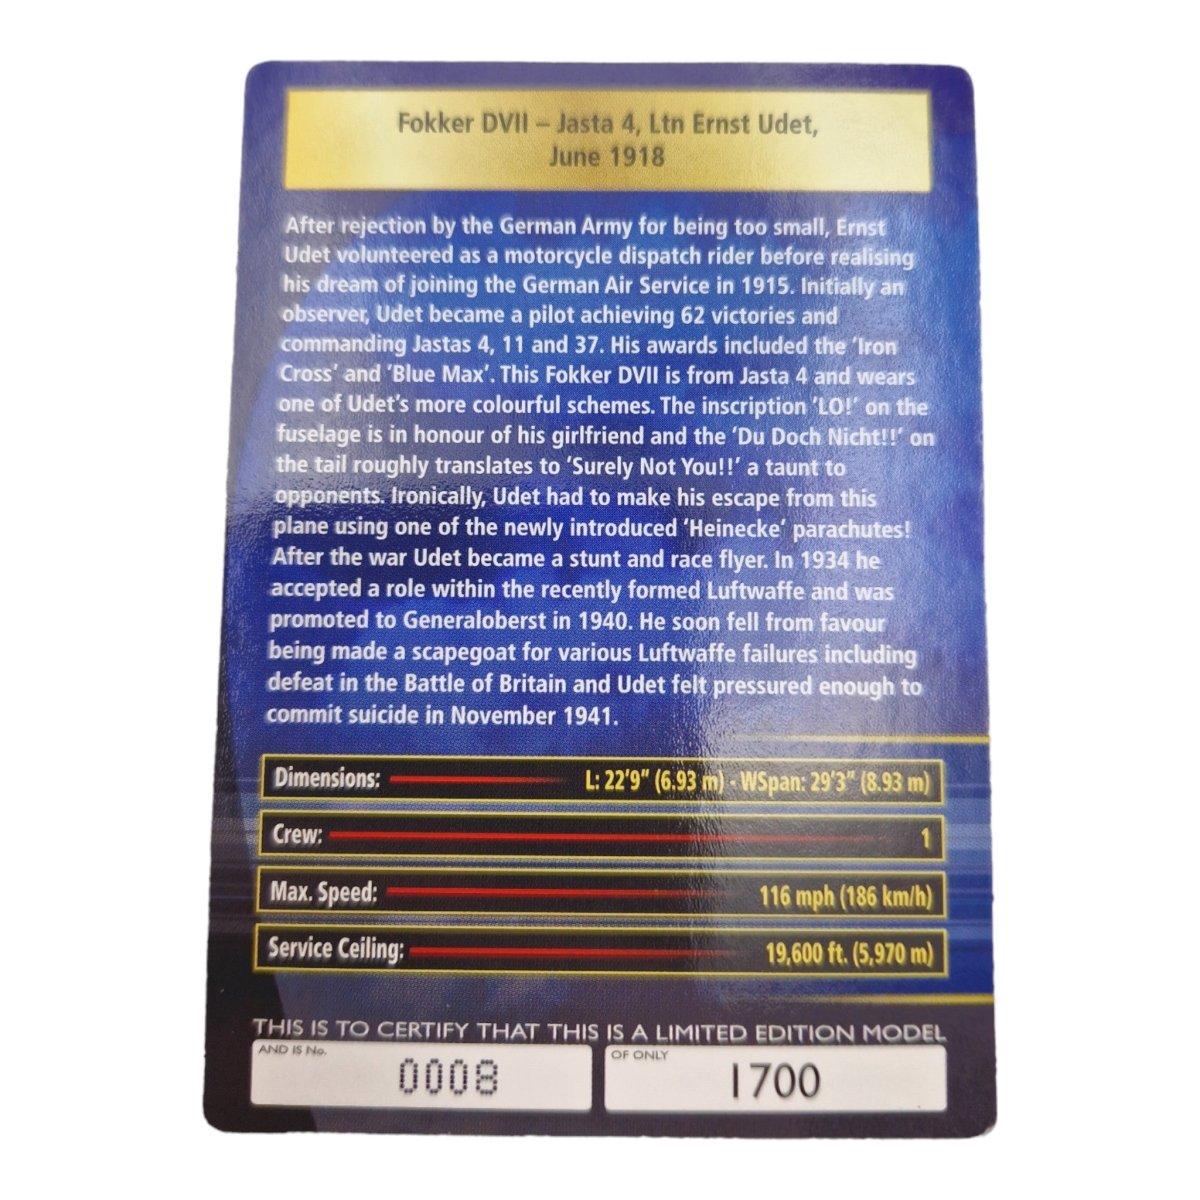 Fokker DVII – Jasta 4, Ltn Ernst Udet,
June 1918
After rejection by the German Army for being too small, Ernst
Udet volunteered as a motorcycle dispatch rider before realising
his dream of joining the German Air Service in 1915. Initially an
observer, Udet became a pilot achieving 62 victories and
commanding Jastas 4, 11 and 37. His awards included the ‘Iron
Cross’ and ‘Blue Max’. This Fokker DVII is from Jasta 4 and wears
one of Udet’s more colourful schemes. The inscription ‘LO!’ on the
fuselage is in honour of his girlfriend and the ‘Du Doch Nicht!!’ on
the tail roughly translates to ‘Surely Not You!!’ a taunt to
opponents. Ironically, Udet had to make his escape from this
plane using one of the newly introduced ‘Heinecke’ parachutes!
After the war Udet became a stunt and race flyer. In 1934 he
accepted a role within the recently formed Luftwaffe and was
promoted to Generaloberst in 1940. He soon fell from favour
being made a scapegoat for various Luftwaffe failures including
defeat in the Battle of Britain and Udet felt pressured enough to
commit suicide in November 1941.
Dimensions: L: 22’9” (6.93 m) - WSpan: 29’3” (8.93 m)
Crew: 1
Max. Speed: 116 mph (186 km/h)
Service Ceiling: 19,600 ft. (5,970 m)
THIS IS TO CERTIFY THAT THIS IS A LIMITED EDITION MODEL
AND IS No. 0008 OF ONLY 1700